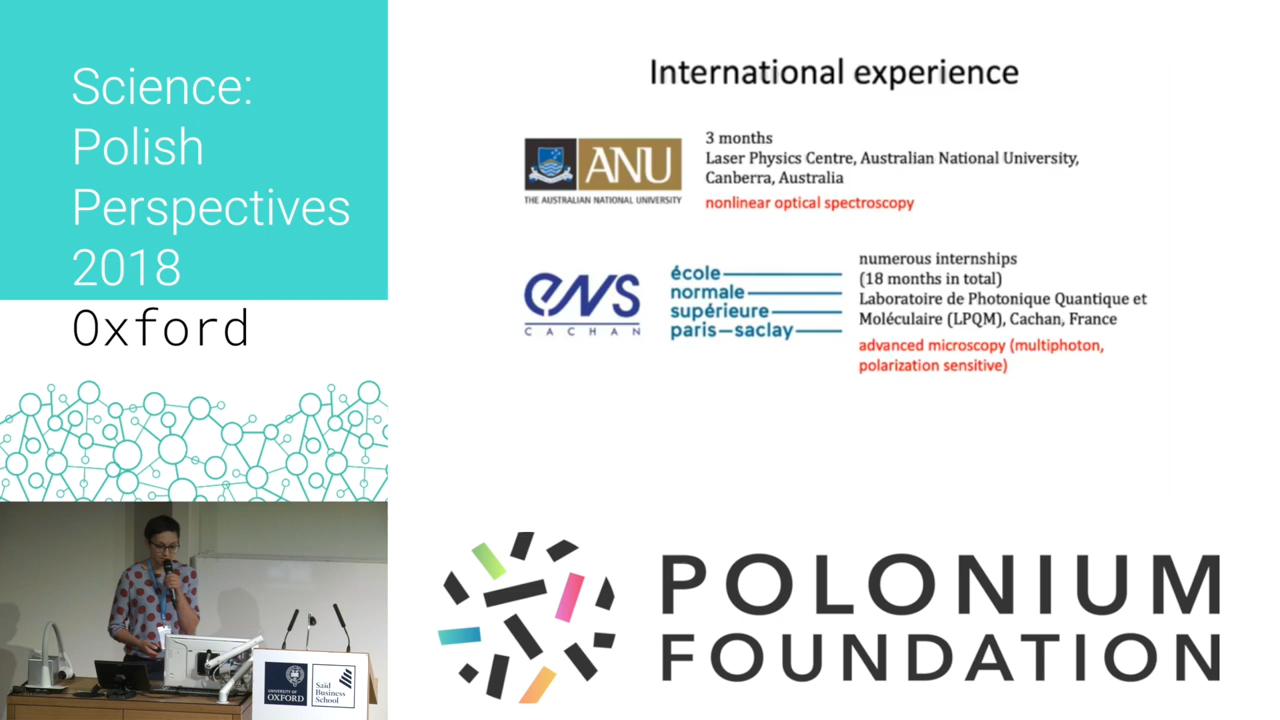 Science:
Polish
Perspectives
2018
Oxford
International experience
ANU
THE AUSTRALIAN NATIONAL UNIVERSITY
3 months
Laser Physics Centre, Australian National University,
Canberra, Australia
nonlinear optical spectroscopy
ens
CACHAN
école
normale
supérieure
paris-saclay
numerous internships
(18 months in total)
Laboratoire de Photonique Quantique et
Moléculaire (LPQM), Cachan, France
advanced microscopy (multiphoton,
polarization sensitive)
POLONIUM
FOUNDATION
UNIVERSITY OF
OXFORD
Saïd
Business
School